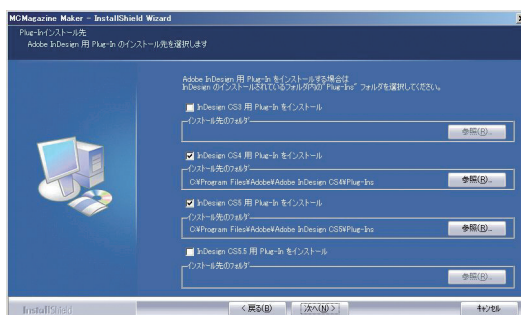 MCMagazine Maker - InstallShield Wizard
Plug-Inインストール先
Adobe InDesign 用 Plug-In のインストール先を選択します
Adobe InDesign 用 Plug-In をインストールする場合は
InDesign のインストールされているフォルダ内の"Plug-Ins" フォルダを選択してください。
InDesign CS3 用 Plug-In をインストール
インストール先のフォルダ
参照(R)...
InDesign CS4 用 Plug-In をインストール
インストール先のフォルダ
C:¥Program Files¥Adobe¥Adobe InDesign CS4¥Plug-Ins
参照(R)...
InDesign CS5 用 Plug-In をインストール
インストール先のフォルダ
C:¥Program Files¥Adobe¥Adobe InDesign CS5¥Plug-Ins
参照(R)...
InDesign CS5.5 用 Plug-In をインストール
インストール先のフォルダ
参照(R)...
InstallShield
< 戻る(B)
次へ(N) >
キャンセル